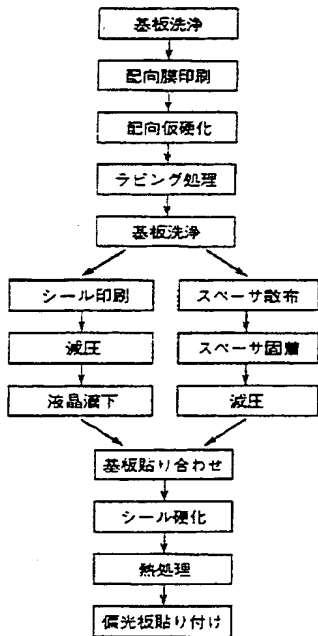 基板洗浄
配向膜印刷
配向仮硬化
ラビング処理
基板洗浄
シール印刷
減圧
液晶滴下
スペーサ散布
スペーサ固着
減圧
基板貼り合わせ
シール硬化
熱処理
偏光板貼り付け